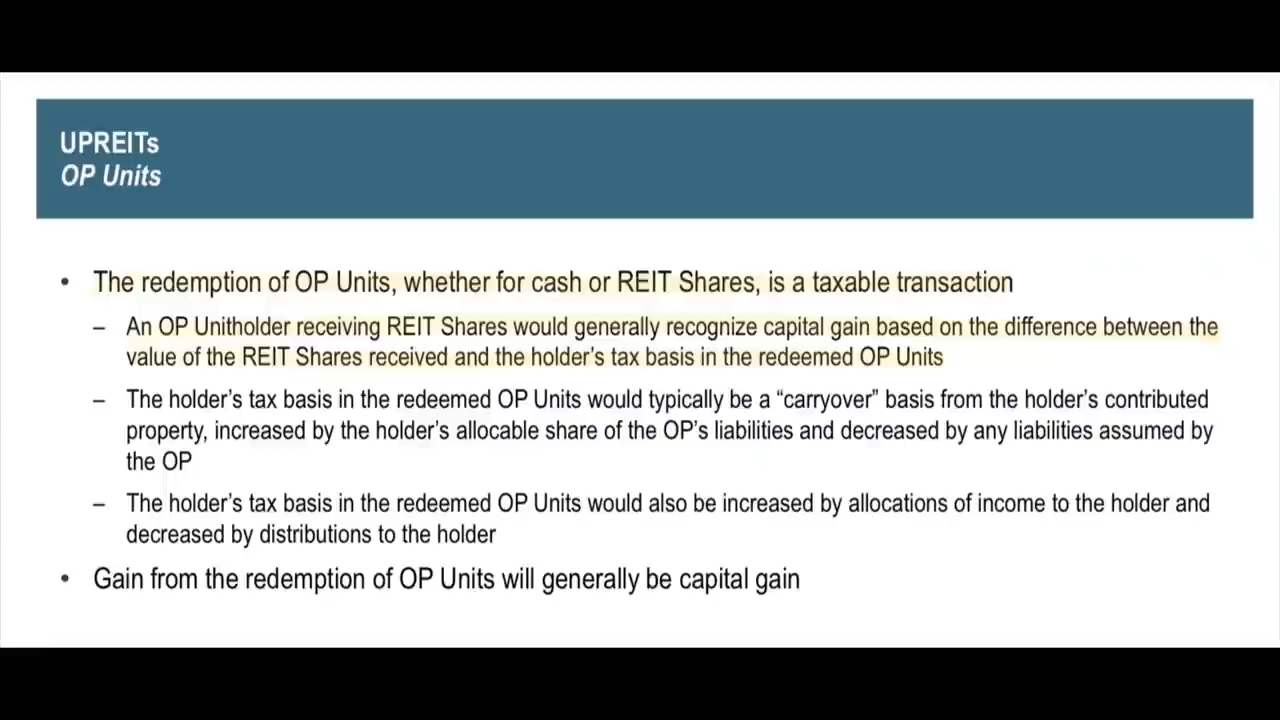 UPREITs
OP Units
• The redemption of OP Units, whether for cash or REIT Shares, is a taxable transaction
– An OP Unitholder receiving REIT Shares would generally recognize capital gain based on the difference between the
value of the REIT Shares received and the holder’s tax basis in the redeemed OP Units
– The holder’s tax basis in the redeemed OP Units would typically be a “carryover” basis from the holder’s contributed
property, increased by the holder’s allocable share of the OP’s liabilities and decreased by any liabilities assumed by
the OP
– The holder’s tax basis in the redeemed OP Units would also be increased by allocations of income to the holder and
decreased by distributions to the holder
• Gain from the redemption of OP Units will generally be capital gain